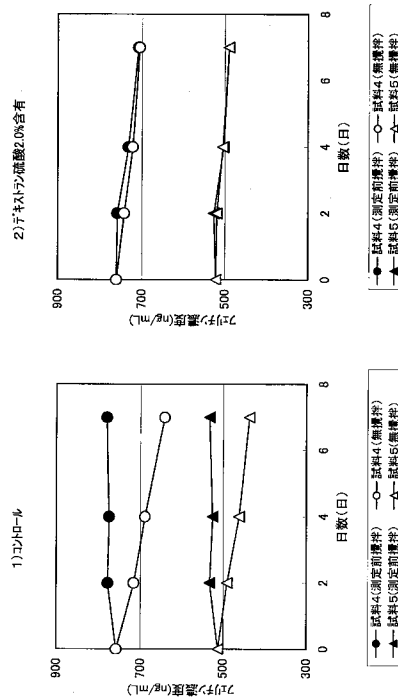 1)コントロール
900
700
500
300
フェリチン濃度(ng/mL)
0
2
4
6
8
日数(日)
●試料4(測定前攪拌) ○試料4(無攪拌)
▲試料5(測定前攪拌) △試料5(無攪拌)
2)デキストラン硫酸2.0%含有
900
700
500
300
フェリチン濃度(ng/mL)
0
2
4
6
8
日数(日)
●試料4(測定前攪拌) ○試料4(無攪拌)
▲試料5(測定前攪拌) △試料5(無攪拌)